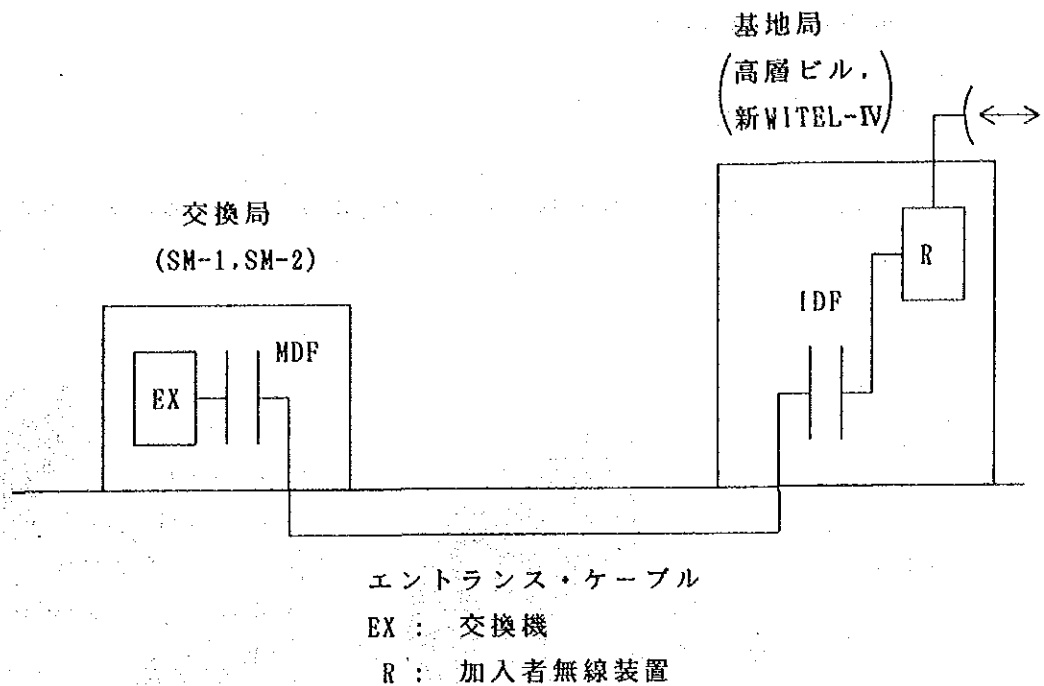 基地局
(高層ビル,
新WITEL-Ⅳ)
交換局
(SM-1,SM-2)
R
IDF
MDF
EX
エントランス・ケーブル
EX : 交換機
R : 加入者無線装置